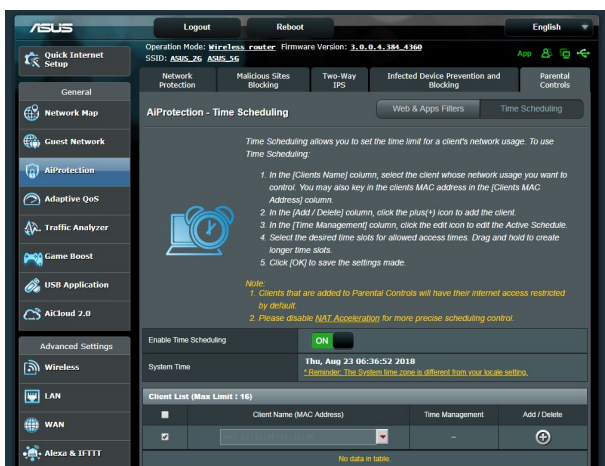 ASUS
Logout
Reboot
English
Quick Internet
Setup
Operation Mode: Wireless router Firmware Version: 3.0.0.4.384_4360
SSID: ASUS_2G ASUS_5G
App
General
Network Map
Guest Network
AiProtection
Adaptive QoS
Traffic Analyzer
Game Boost
USB Application
AiCloud 2.0
Advanced Settings
Wireless
LAN
WAN
Alexa & IFTTT
Network
Protection
Malicious Sites
Blocking
Two-Way
IPS
Infected Device Prevention and
Blocking
Parental
Controls
AiProtection - Time Scheduling
Web & Apps Filters
Time Scheduling
Time Scheduling allows you to set the time limit for a client's network usage. To use
Time Scheduling:
1. In the [Clients Name] column, select the client whose network usage you want to
control. You may also key in the clients MAC address in the [Clients MAC
Address]
column.
2. In the [Add / Delete] column, click the plus(+) icon to add the client.
3. In the [Time Management] column, click the edit icon to edit the Active Schedule.
4. Select the desired time slots for allowed access times. Drag and hold to create
longer time slots.
5. Click [OK] to save the settings made.
Note:
1. Clients that are added to Parental Controls will have their internet access restricted
by default.
2. Please disable NAT Acceleration for more precise scheduling control.
Enable Time Scheduling
ON
System Time
Thu, Aug 23 06:36:52 2018
* Reminder: The System time zone is different from your locale setting.
Client List (Max Limit : 16)
Client Name (MAC Address)
Time Management
Add / Delete
-
No data in table.